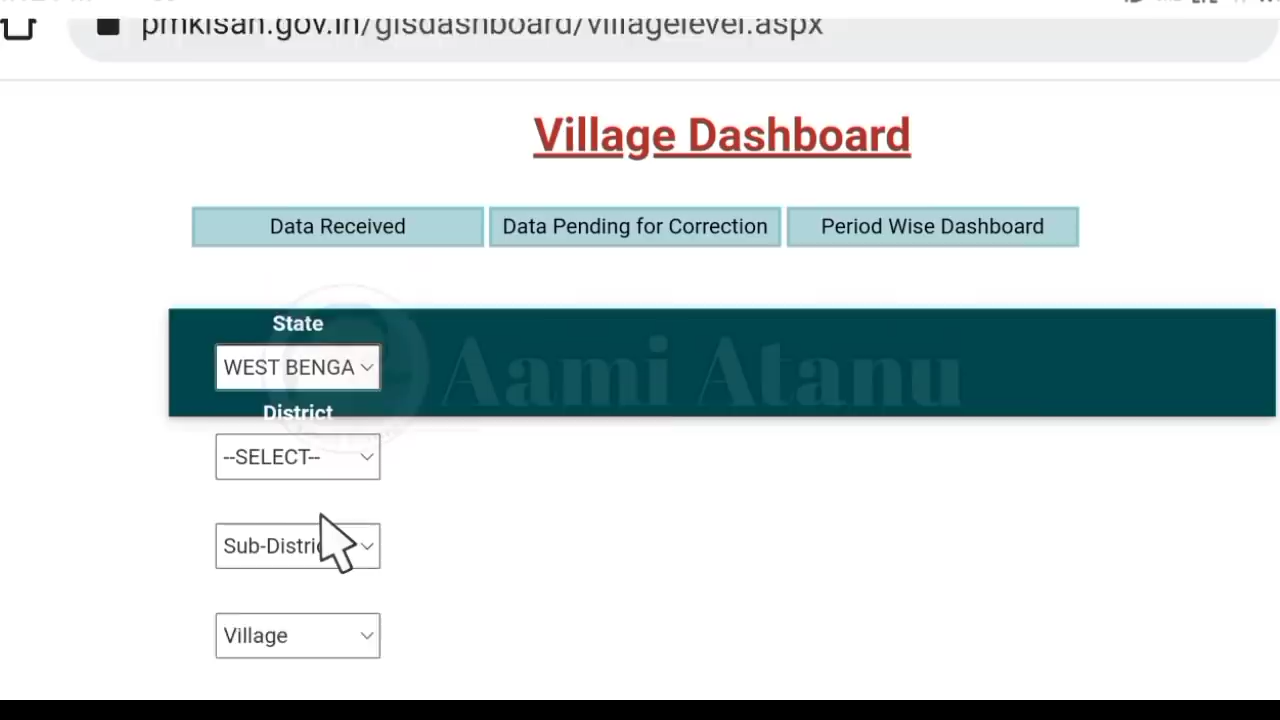 pmkisan.gov.in/gisdashboard/villagelevel.aspx
Village Dashboard
Data Received Data Pending for Correction Period Wise Dashboard
State
WEST BENGA
Aami Atanu
District
--SELECT--
Sub-Distri
Village